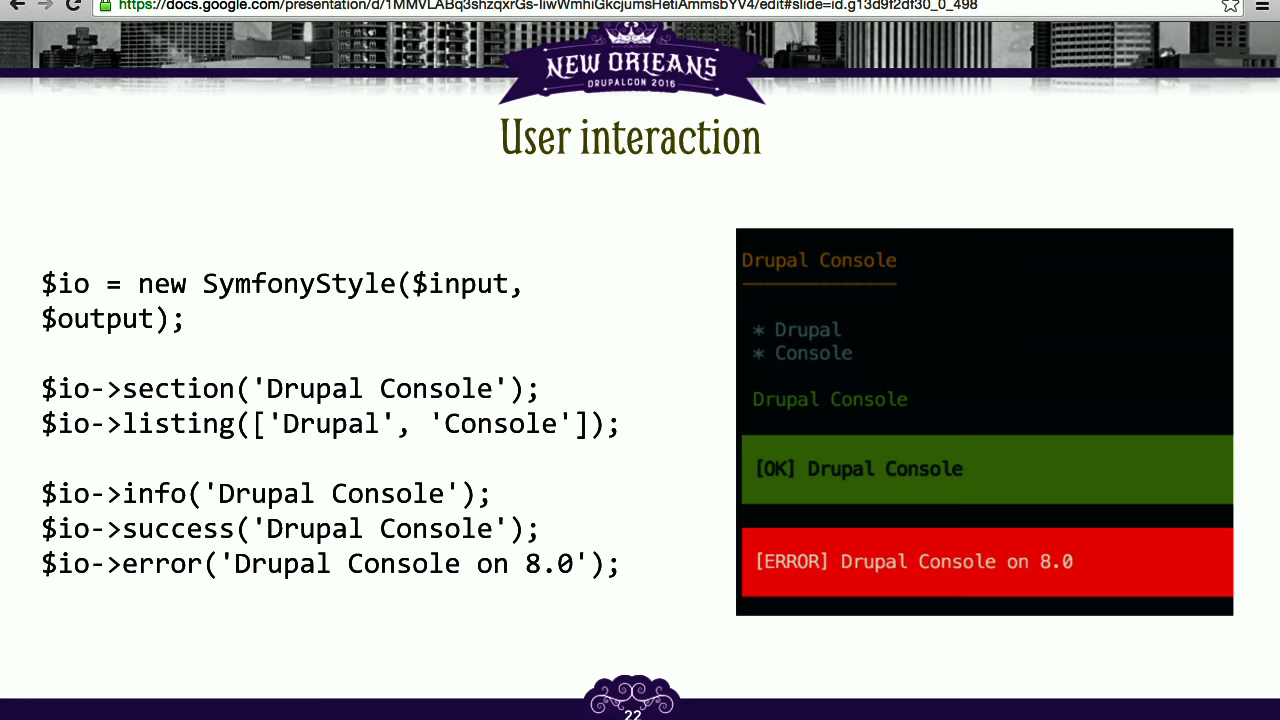 https://docs.google.com/presentation/d/1MMVLABq3shzqxrGs-IiwWmhiGkcjumsHetiAmmsbYV4/edit#slide=id.g13d9f2df30_0_498
NEW ORLEANS
DRUPALCON 2016
User interaction
$io = new SymfonyStyle($input,
$output);
$io->section('Drupal Console');
$io->listing(['Drupal', 'Console']);
$io->info('Drupal Console');
$io->success('Drupal Console');
$io->error('Drupal Console on 8.0');
Drupal Console
* Drupal
* Console
Drupal Console
[OK] Drupal Console
[ERROR] Drupal Console on 8.0
22